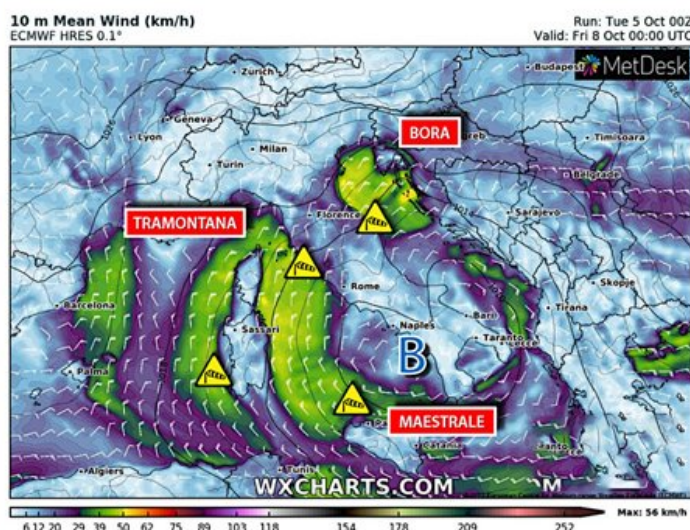 10 m Mean Wind (km/h)
Run: Tue 5 Oct 00Z
ECMWF HRES 0.1°
Valid: Fri 8 Oct 00:00 UTC
Budapest
MetDesk
Zurich
Geneva
BORA
Lyon
Milan
Timisoara
Turin
Belgrade
TRAMONTANA
Florence
Sarajevo
Skopje
Rome
Barcelona
Bari
Tirana
Sassari
Naples
Taranto
Lecce
B
Palma
MAESTRALE
Catania
Algiers
Tunis
WXCHARTS.COM
M
6 12 20 29 39 50 62 75 89 103 118 154 178 209 252
Max: 56 km/h